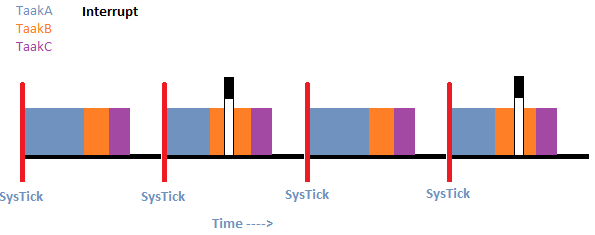 TaakA Interrupt
TaakB
TaakC
SysTick SysTick SysTick SysTick
Time ---->